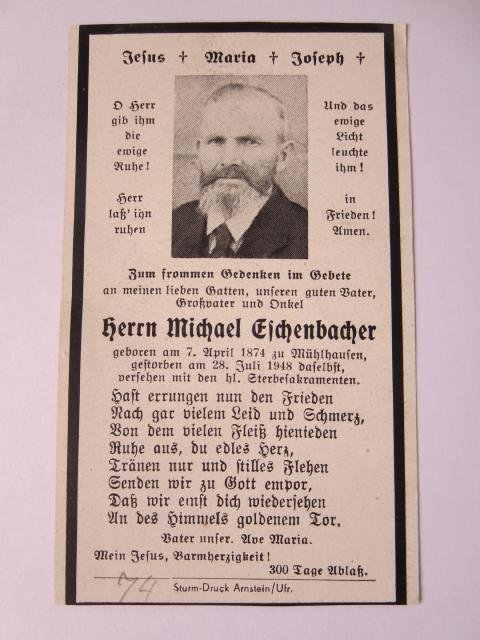 Jesus † Maria † Joseph †
O Herr
gib ihm
die
ewige
Ruhe!
Herr
laß' ihn
ruhen
Und das
ewige
Licht
leuchte
ihm!
in
Frieden!
Amen.
Zum frommen Gedenken im Gebete
an meinen lieben Gatten, unseren guten Vater,
Großvater und Onkel
Herrn Michael Eschenbacher
geboren am 7. April 1874 zu Mühlhausen,
gestorben am 28. Juli 1948 daselbst,
versehen mit den hl. Sterbesakramenten.
Hast errungen nun den Frieden
Nach gar vielem Leid und Schmerz,
Von dem vielen Fleiß hienieden
Ruhe aus, du edles Herz,
Tränen nur und stilles Flehen
Senden wir zu Gott empor,
Daß wir einst dich wiedersehen
An des Himmels goldenem Tor.
Vater unser. Ave Maria.
Mein Jesus, Barmherzigkeit!
300 Tage Ablaß.
74
Sturm-Druck Arnstein/Ufr.